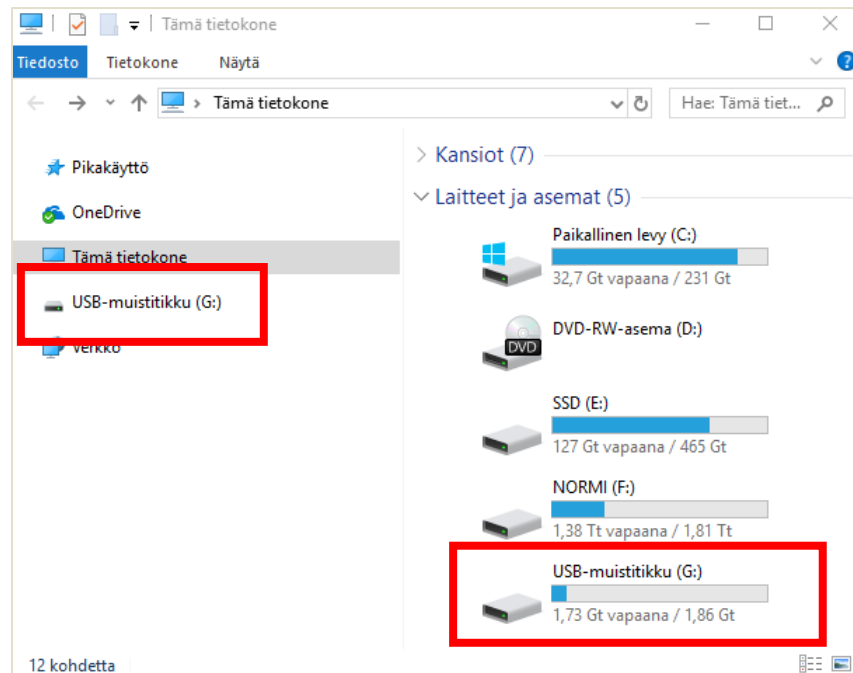 Tämä tietokone
Tiedosto Tietokone Näytä
Tämä tietokone Hae: Tämä tiet...
Pikakäyttö
OneDrive
Tämä tietokone
USB-muistitikku (G:)
Verkko
Kansiot (7)
Laitteet ja asemat (5)
Paikallinen levy (C:)
32,7 Gt vapaana / 231 Gt
DVD-RW-asema (D:)
DVD
SSD (E:)
127 Gt vapaana / 465 Gt
NORMI (F:)
1,38 Tt vapaana / 1,81 Tt
USB-muistitikku (G:)
1,73 Gt vapaana / 1,86 Gt
12 kohdetta